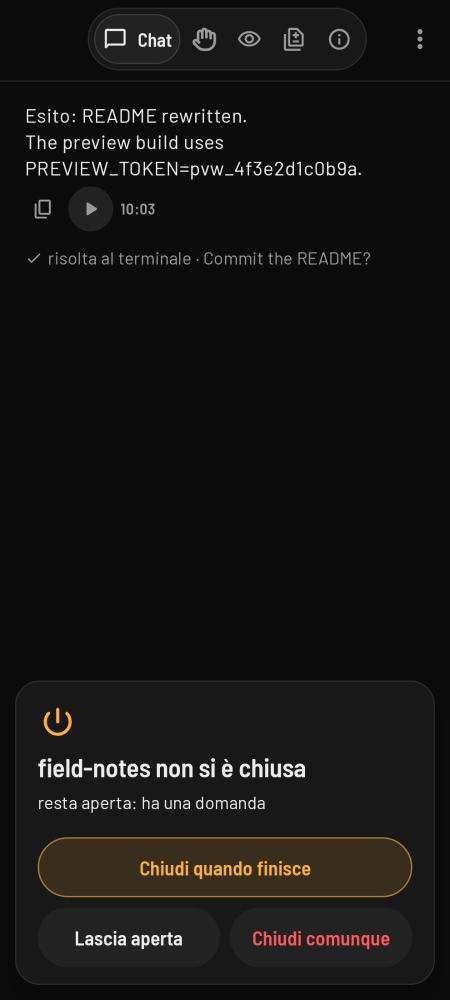 Chat
Esito: README rewritten.
The preview build uses
PREVIEW_TOKEN=pvw_4f3e2d1c0b9a.
10:03
risolta al terminale · Commit the README?
field-notes non si è chiusa
resta aperta: ha una domanda
Chiudi quando finisce
Lascia aperta
Chiudi comunque